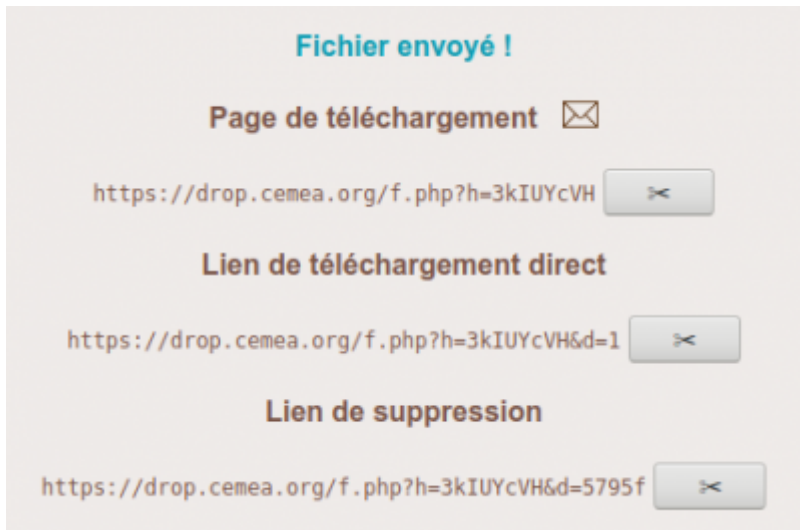 Fichier envoyé !
Page de téléchargement
https://drop.cemea.org/f.php?h=3kIUYcVH
Lien de téléchargement direct
https://drop.cemea.org/f.php?h=3kIUYcVH&d=1
Lien de suppression
https://drop.cemea.org/f.php?h=3kIUYcVH&d=5795f